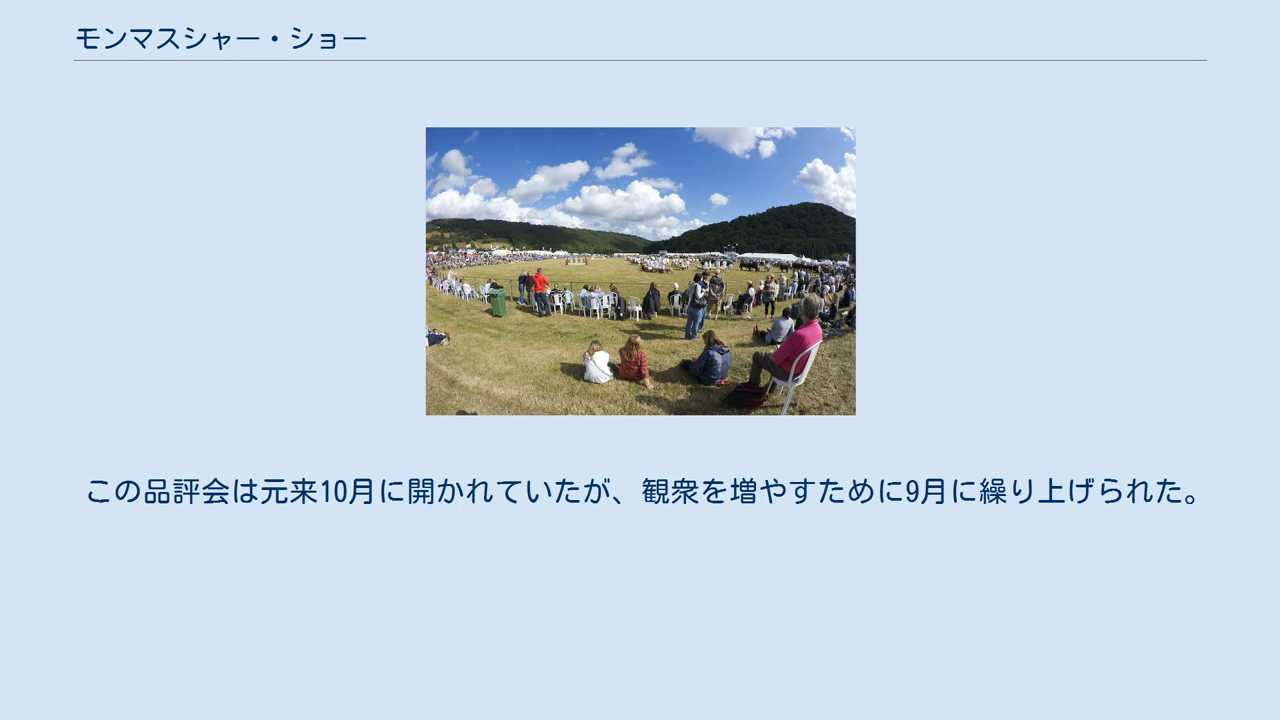 モンマスシャー・ショー
この品評会は元来10月に開かれていたが、観衆を増やすために9月に繰り上げられた。